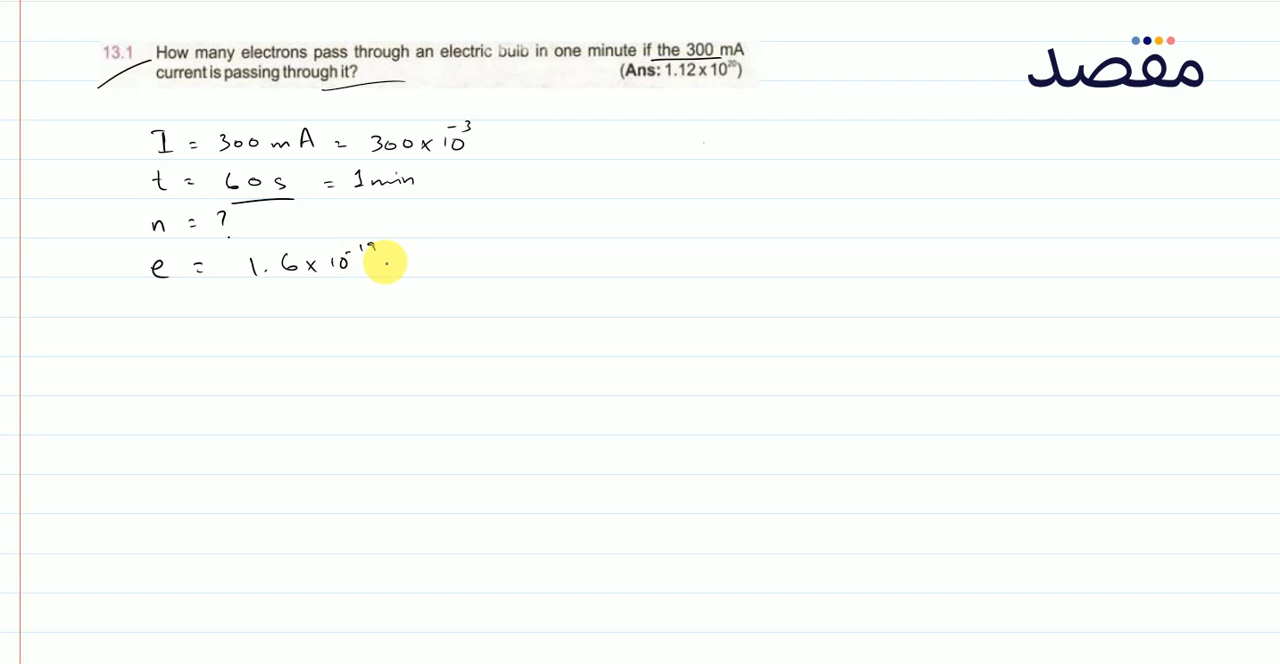 مقصد
13.1 How many electrons pass through an electric bulb in one minute if the 300 mA
current is passing through it? (Ans: 1.12 x 10²⁰)
I = 300 mA = 300 × 10⁻³
t = 60 s = 1 min
n = ?
e = 1.6 × 10⁻¹⁹